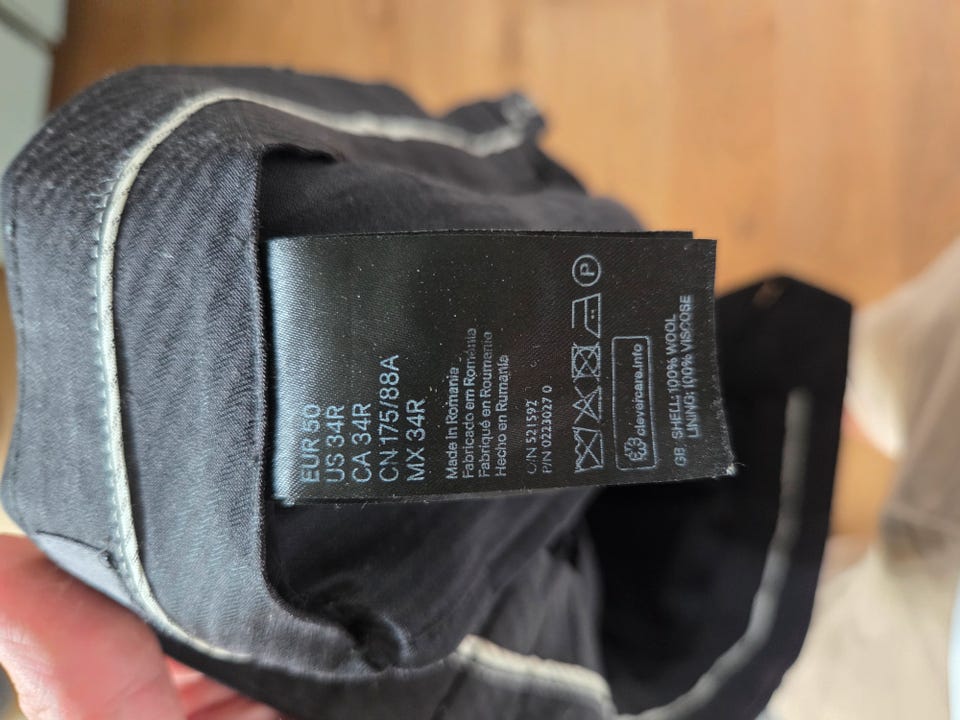 EUR 50
US 34R
CA 34R
CN 175/88A
MX 34R
Made in Romania
Fabricado em Roménia
Fabriqué en Roumanie
Hecho en Rumanía
C/N 521592
P/N 0223027 0
P
clevercare.info
GB: SHELL: 100% WOOL
LINING: 100% VISCOSE